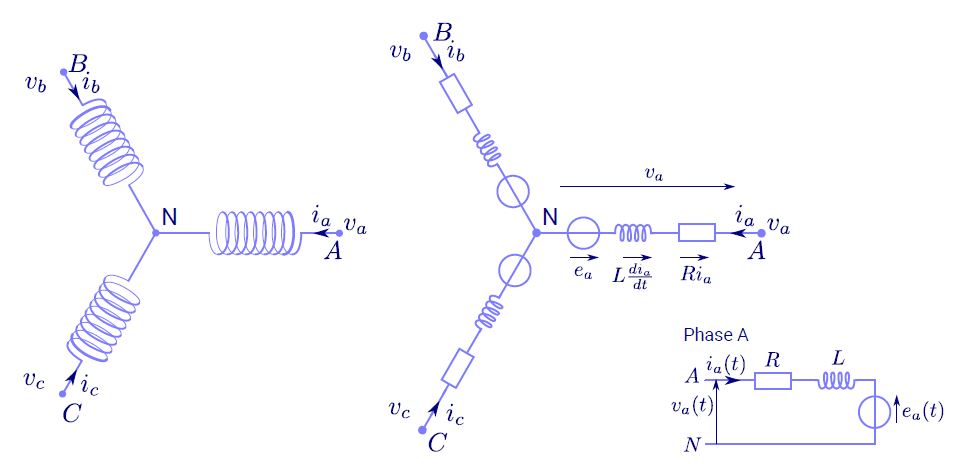 B
v_b
i_b
N
i_a
v_a
A
v_c
i_c
C
B
v_b
i_b
N
v_a
i_a
v_a
A
e_a
L\frac{di_a}{dt}
Ri_a
v_c
i_c
C
Phase A
A
i_a(t)
R
L
v_a(t)
e_a(t)
N